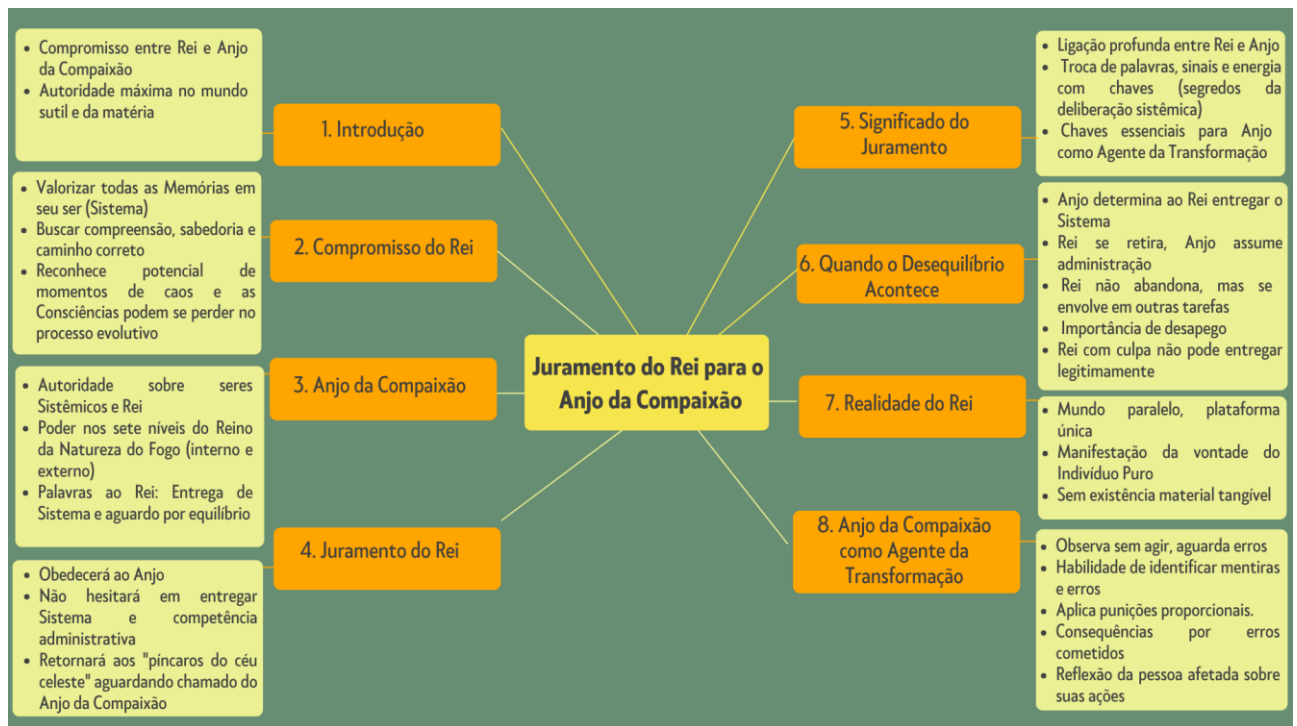 Juramento do Rei para o
Anjo da Compaixão
1. Introdução
• Compromisso entre Rei e Anjo
da Compaixão
• Autoridade máxima no mundo
sutil e da matéria
2. Compromisso do Rei
• Valorizar todas as Memórias em
seu ser (Sistema)
• Buscar compreensão, sabedoria e
caminho correto
• Reconhece potencial de
momentos de caos e as
Consciências podem se perder no
processo evolutivo
3. Anjo da Compaixão
• Autoridade sobre seres
Sistêmicos e Rei
• Poder nos sete níveis do Reino
da Natureza do Fogo (interno e
externo)
• Palavras ao Rei: Entrega de
Sistema e aguardo por equilíbrio
4. Juramento do Rei
• Obedecerá ao Anjo
• Não hesitará em entregar
Sistema e competência
administrativa
• Retornará aos "píncaros do céu
celeste" aguardando chamado do
Anjo da Compaixão
5. Significado do
Juramento
• Ligação profunda entre Rei e Anjo
• Troca de palavras, sinais e energia
com chaves (segredos da
deliberação sistêmica)
• Chaves essenciais para Anjo
como Agente da Transformação
6. Quando o Desequilíbrio
Acontece
• Anjo determina ao Rei entregar o
Sistema
• Rei se retira, Anjo assume
administração
• Rei não abandona, mas se
envolve em outras tarefas
• Importância de desapego
• Rei com culpa não pode entregar
legitimamente
7. Realidade do Rei
• Mundo paralelo, plataforma
única
• Manifestação da vontade do
Indivíduo Puro
• Sem existência material tangível
8. Anjo da Compaixão
como Agente da
Transformação
• Observa sem agir, aguarda erros
• Habilidade de identificar mentiras
e erros
• Aplica punições proporcionais.
• Consequências por erros
cometidos
• Reflexão da pessoa afetada sobre
suas ações